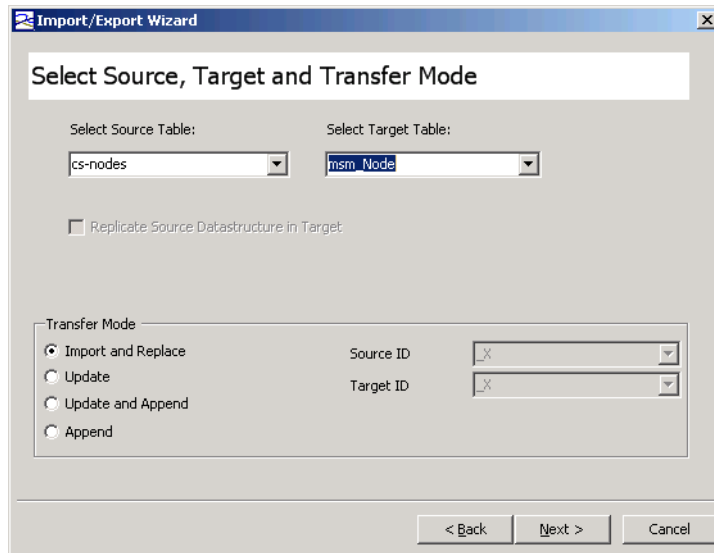 Import/Export Wizard
Select Source, Target and Transfer Mode
Select Source Table:
Select Target Table:
cs-nodes
msm_Node
Replicate Source Datastructure in Target
Transfer Mode
Import and Replace
Source ID
_X
Update
Target ID
_X
Update and Append
Append
< Back
Next >
Cancel